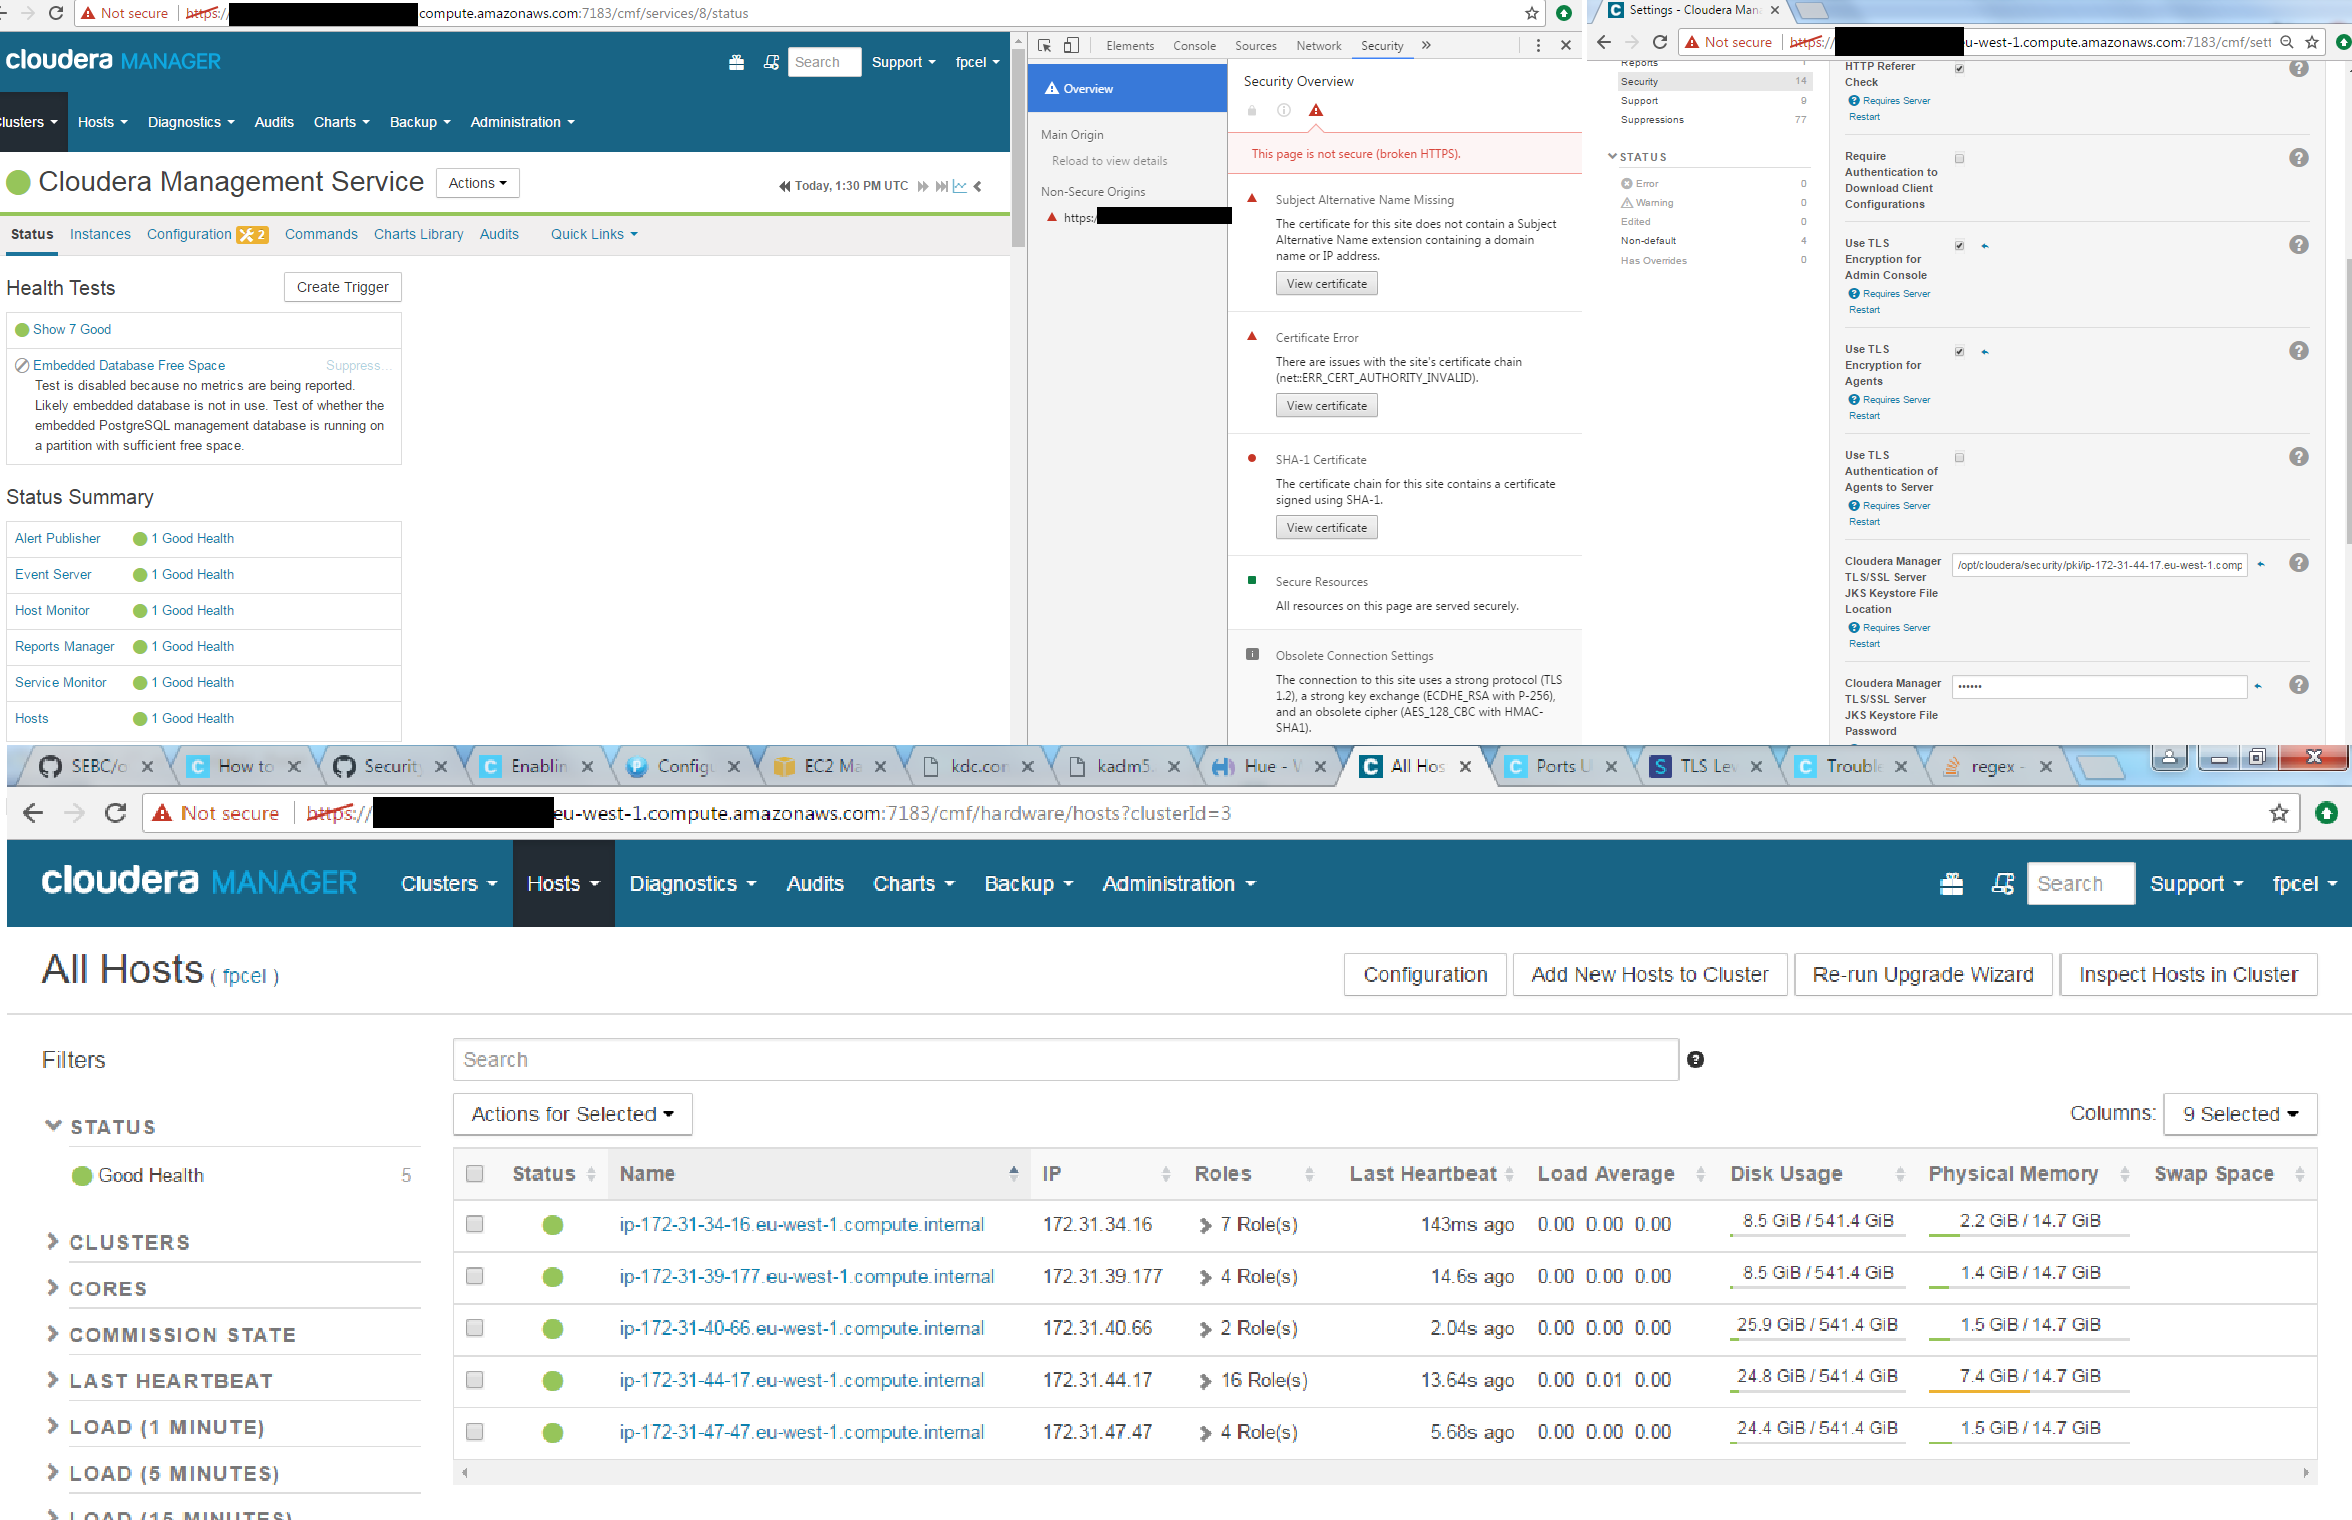 Not secure https:// compute.amazonaws.com:7183/cmf/services/8/status
cloudera MANAGER
Search
Support
fpcel
Clusters
Hosts
Diagnostics
Audits
Charts
Backup
Administration
Cloudera Management Service
Actions
Today, 1:30 PM UTC
Status
Instances
Configuration 2
Commands
Charts Library
Audits
Quick Links
Health Tests
Create Trigger
Show 7 Good
Embedded Database Free Space Suppress...
Test is disabled because no metrics are being reported.
Likely embedded database is not in use. Test of whether the
embedded PostgreSQL management database is running on
a partition with sufficient free space.
Status Summary
Alert Publisher 1 Good Health
Event Server 1 Good Health
Host Monitor 1 Good Health
Reports Manager 1 Good Health
Service Monitor 1 Good Health
Hosts 1 Good Health
Elements Console Sources Network Security »
Overview
Main Origin
Reload to view details
Non-Secure Origins
https:/
Security Overview
This page is not secure (broken HTTPS).
Subject Alternative Name Missing
The certificate for this site does not contain a Subject
Alternative Name extension containing a domain
name or IP address.
View certificate
Certificate Error
There are issues with the site's certificate chain
(net::ERR_CERT_AUTHORITY_INVALID).
View certificate
SHA-1 Certificate
The certificate chain for this site contains a certificate
signed using SHA-1.
View certificate
Secure Resources
All resources on this page are served securely.
Obsolete Connection Settings
The connection to this site uses a strong protocol (TLS
1.2), a strong key exchange (ECDHE_RSA with P-256),
and an obsolete cipher (AES_128_CBC with HMAC-
SHA1).
Settings - Cloudera Man
Not secure https:// eu-west-1.compute.amazonaws.com:7183/cmf/sett
Reports 1
Security 14
Support 9
Suppressions 77
STATUS
Error 0
Warning 0
Edited 0
Non-default 4
Has Overrides 0
HTTP Referer
Check
Requires Server
Restart
Require
Authentication to
Download Client
Configurations
Use TLS
Encryption for
Admin Console
Requires Server
Restart
Use TLS
Encryption for
Agents
Requires Server
Restart
Use TLS
Authentication of
Agents to Server
Requires Server
Restart
Cloudera Manager
TLS/SSL Server
JKS Keystore File
Location
/opt/cloudera/security/pki/ip-172-31-44-17.eu-west-1.comp
Requires Server
Restart
Cloudera Manager
TLS/SSL Server
JKS Keystore File
Password
••••••
SEBC/o
How to
Security
Enablin
Configu
EC2 Ma
kdc.con
kadm5.
Hue - W
All Hos
Ports U
TLS Lev
Trouble
regex -
Not secure https:// eu-west-1.compute.amazonaws.com:7183/cmf/hardware/hosts?clusterId=3
cloudera MANAGER
Clusters
Hosts
Diagnostics
Audits
Charts
Backup
Administration
Search
Support
fpcel
All Hosts ( fpcel )
Configuration
Add New Hosts to Cluster
Re-run Upgrade Wizard
Inspect Hosts in Cluster
Filters
Search
STATUS
Good Health 5
CLUSTERS
CORES
COMMISSION STATE
LAST HEARTBEAT
LOAD (1 MINUTE)
LOAD (5 MINUTES)
LOAD (15 MINUTES)
Actions for Selected
Columns: 9 Selected
Status Name IP Roles Last Heartbeat Load Average Disk Usage Physical Memory Swap Space
ip-172-31-34-16.eu-west-1.compute.internal 172.31.34.16 7 Role(s) 143ms ago 0.00 0.00 0.00 8.5 GiB / 541.4 GiB 2.2 GiB / 14.7 GiB
ip-172-31-39-177.eu-west-1.compute.internal 172.31.39.177 4 Role(s) 14.6s ago 0.00 0.00 0.00 8.5 GiB / 541.4 GiB 1.4 GiB / 14.7 GiB
ip-172-31-40-66.eu-west-1.compute.internal 172.31.40.66 2 Role(s) 2.04s ago 0.00 0.00 0.00 25.9 GiB / 541.4 GiB 1.5 GiB / 14.7 GiB
ip-172-31-44-17.eu-west-1.compute.internal 172.31.44.17 16 Role(s) 13.64s ago 0.00 0.01 0.00 24.8 GiB / 541.4 GiB 7.4 GiB / 14.7 GiB
ip-172-31-47-47.eu-west-1.compute.internal 172.31.47.47 4 Role(s) 5.68s ago 0.00 0.00 0.00 24.4 GiB / 541.4 GiB 1.5 GiB / 14.7 GiB